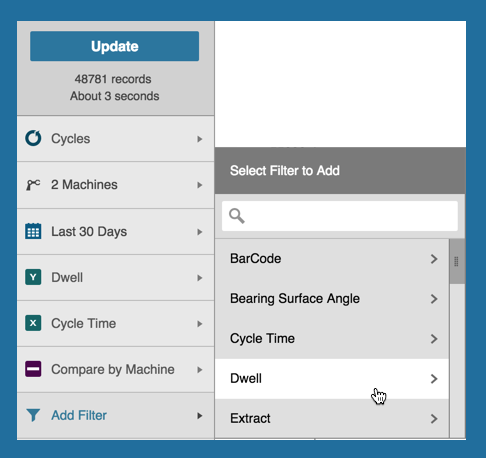 Update
48781 records
About 3 seconds
Cycles
2 Machines
Last 30 Days
Y Dwell
X Cycle Time
Compare by Machine
Add Filter
Select Filter to Add
BarCode
Bearing Surface Angle
Cycle Time
Dwell
Extract